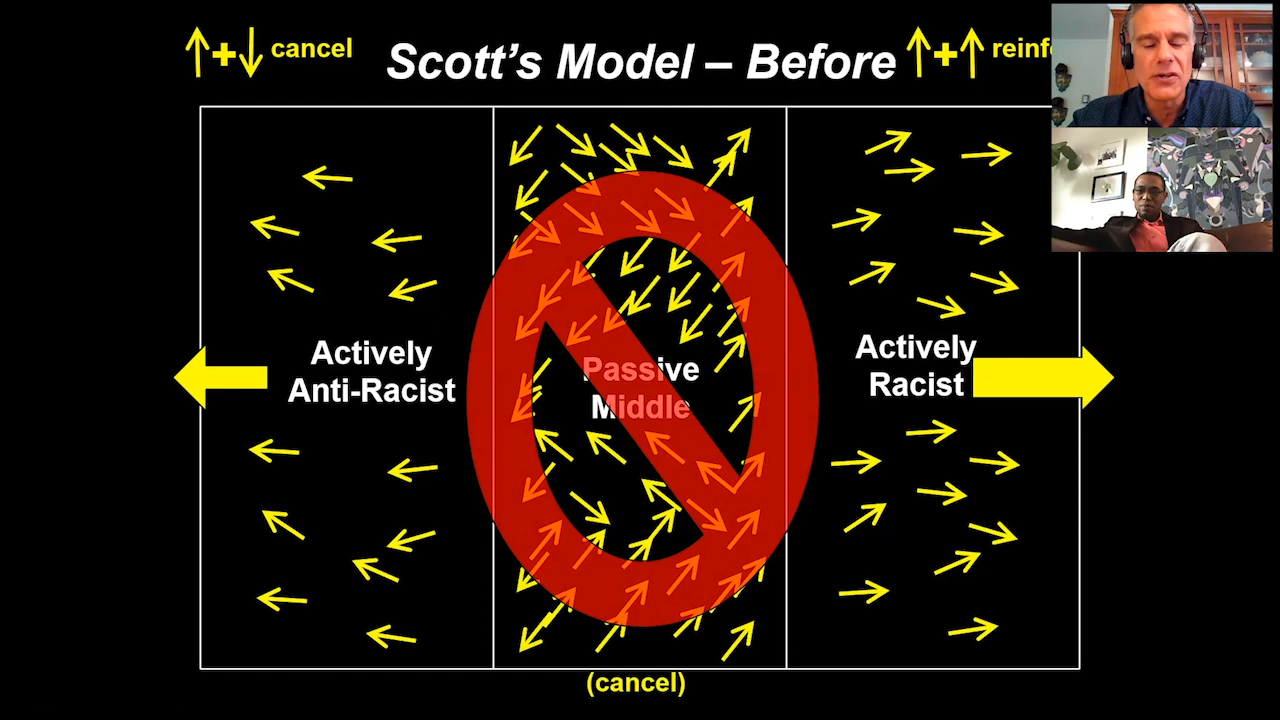 cancel
Scott's Model – Before
Actively
Anti-Racist
Passive
Middle
Actively
Racist
(cancel)